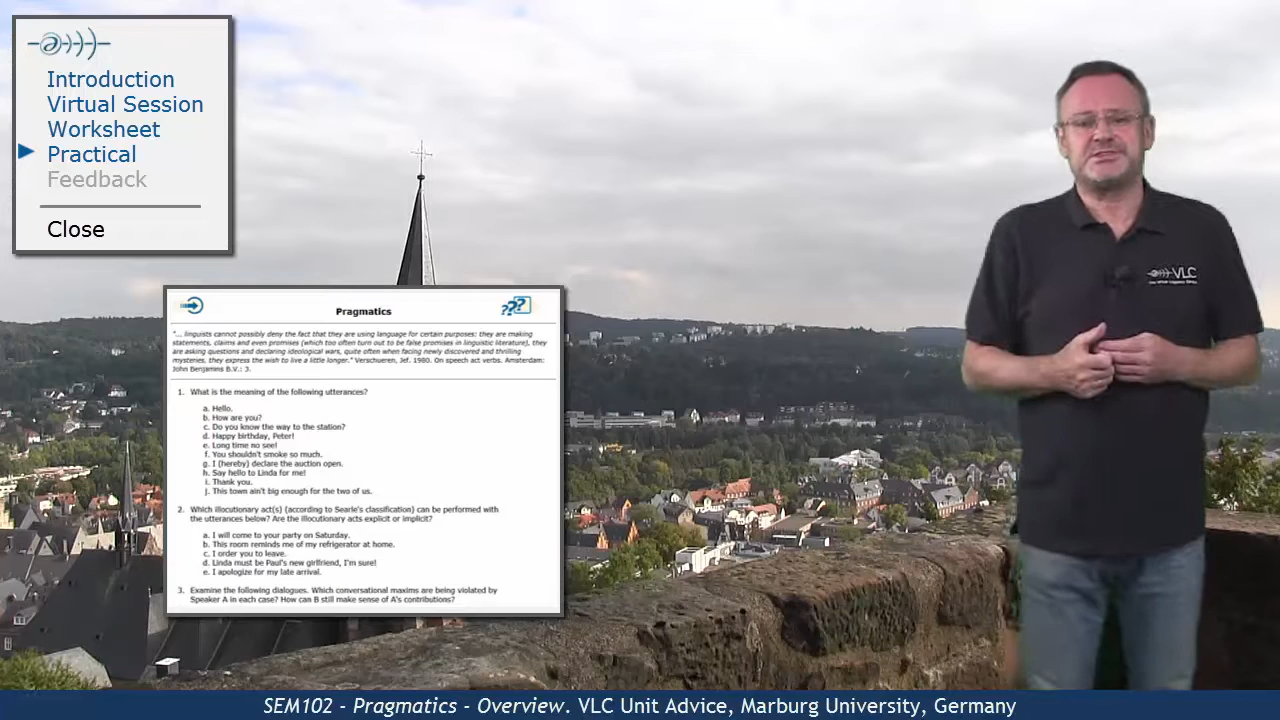 Introduction
Virtual Session
Worksheet
Practical
Feedback
Close
Pragmatics
"... linguists cannot possibly deny the fact that they are using language for certain purposes: they are making
statements, claims and even promises (which too often turn out to be false promises in linguistic literature), they
are asking questions and declaring ideological wars, quite often when facing newly discovered and thrilling
mysteries, they express the wish to live a little longer." Verschueren, Jef. 1980. On speech act verbs. Amsterdam:
John Benjamins B.V.: 3.
1. What is the meaning of the following utterances?
a. Hello.
b. How are you?
c. Do you know the way to the station?
d. Happy birthday, Peter!
e. Long time no see!
f. You shouldn't smoke so much.
g. I (hereby) declare the auction open.
h. Say hello to Linda for me!
i. Thank you.
j. This town ain't big enough for the two of us.
2. Which illocutionary act(s) (according to Searle's classification) can be performed with
the utterances below? Are the illocutionary acts explicit or implicit?
a. I will come to your party on Saturday.
b. This room reminds me of my refrigerator at home.
c. I order you to leave.
d. Linda must be Paul's new girlfriend, I'm sure!
e. I apologize for my late arrival.
3. Examine the following dialogues. Which conversational maxims are being violated by
Speaker A in each case? How can B still make sense of A's contributions?
VLC
SEM102 - Pragmatics - Overview. VLC Unit Advice, Marburg University, Germany